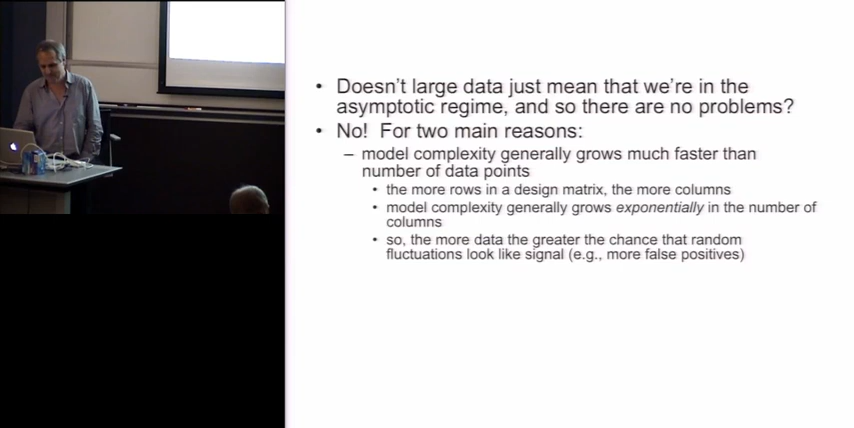 • Doesn't large data just mean that we're in the
asymptotic regime, and so there are no problems?
• No! For two main reasons:
– model complexity generally grows much faster than
number of data points
• the more rows in a design matrix, the more columns
• model complexity generally grows exponentially in the number of
columns
• so, the more data the greater the chance that random
fluctuations look like signal (e.g., more false positives)